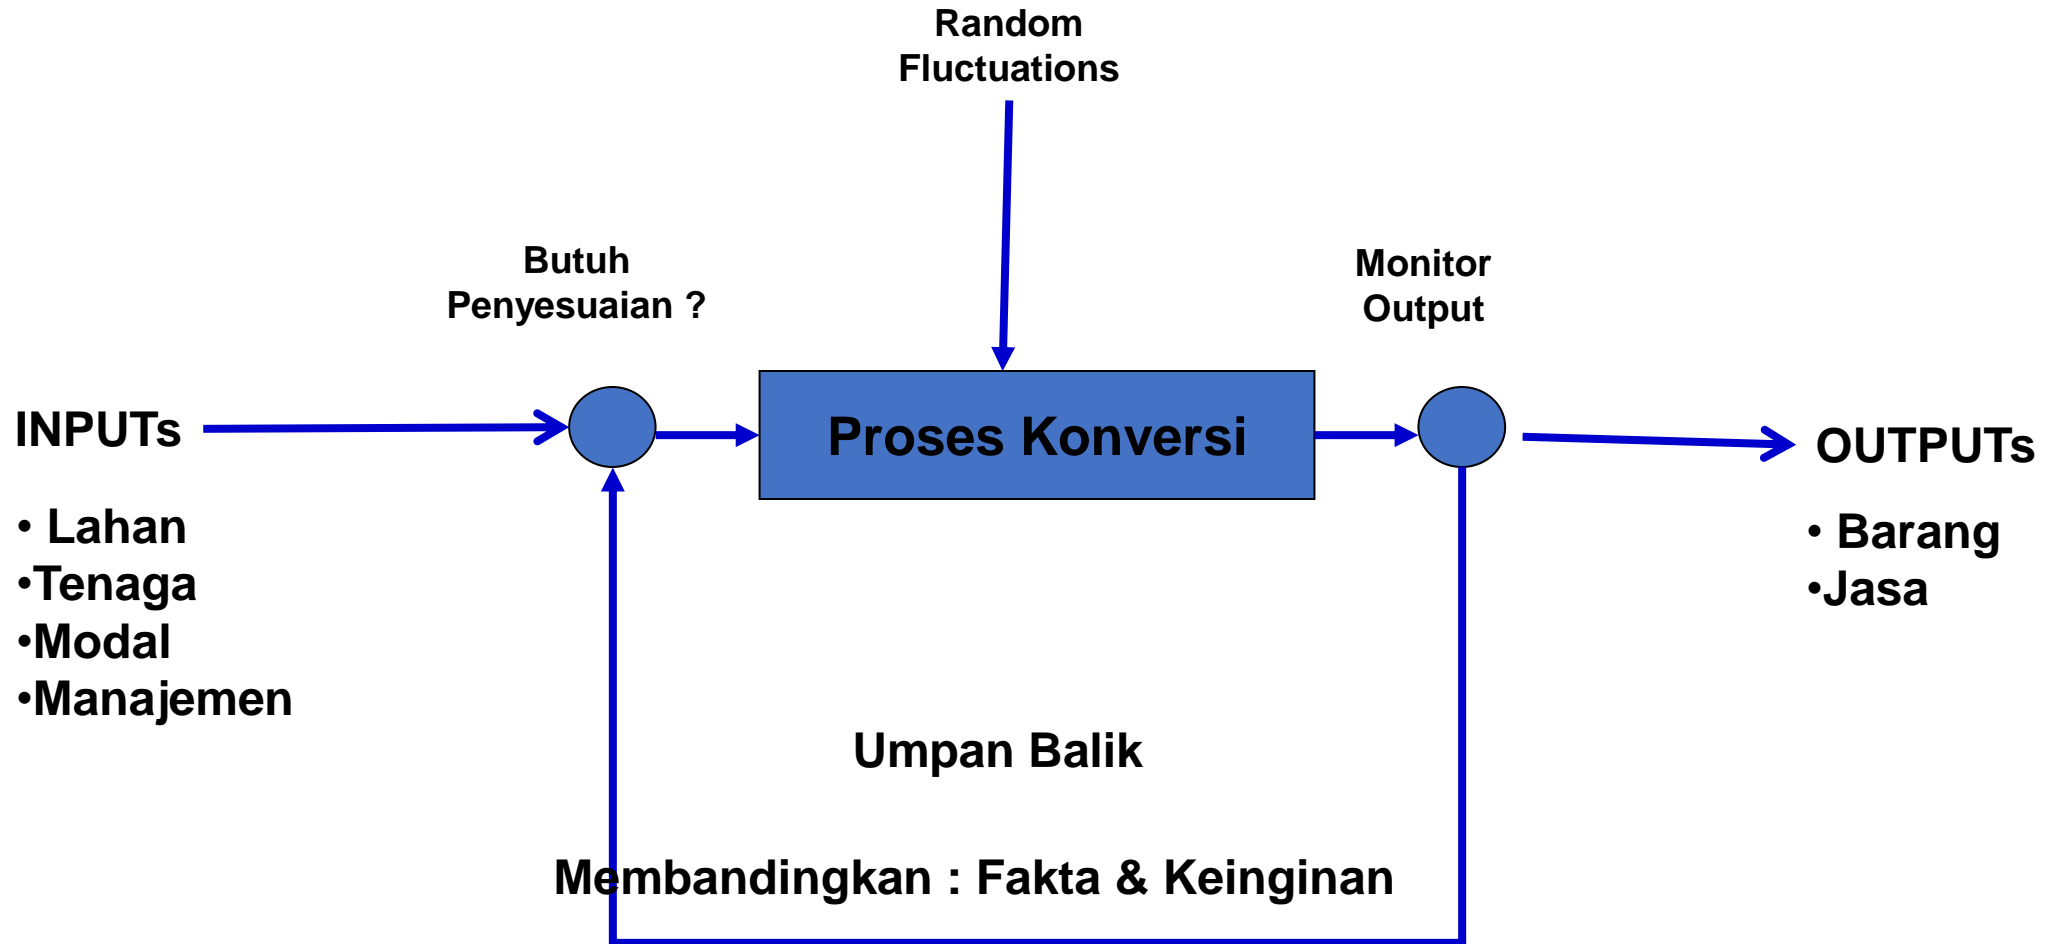 Random
Fluctuations
Butuh
Penyesuaian ?
Monitor
Output
INPUTs
Proses Konversi
OUTPUTs
• Lahan
•Tenaga
•Modal
•Manajemen
• Barang
•Jasa
Umpan Balik
Membandingkan : Fakta & Keinginan